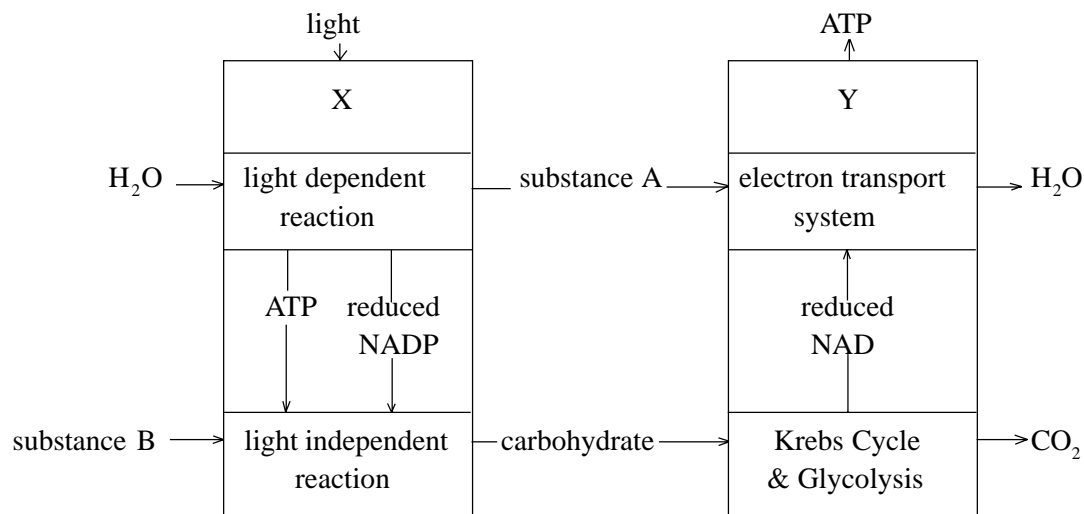 light
ATP
X
Y
H₂O
light dependent
reaction
substance A
electron transport
system
H₂O
ATP
reduced
NADP
reduced
NAD
substance B
light independent
reaction
carbohydrate
Krebs Cycle
& Glycolysis
CO₂